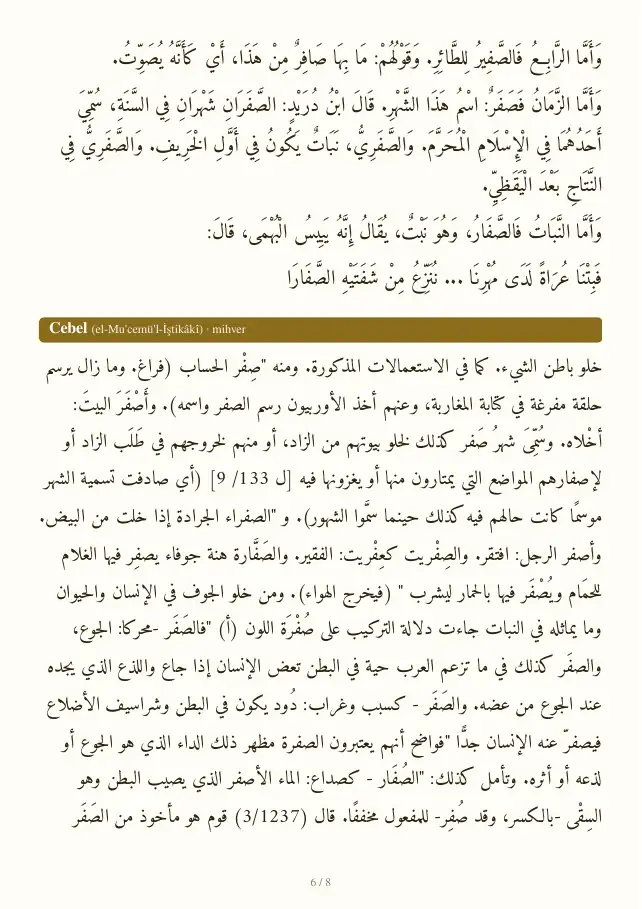 وَأَمَّا الرَّابِعُ فَالصَّفِيرُ لِلطَّائِرِ. وَقَوْلُهُمْ: مَا بِهَا صَافِرٌ مِنْ هَذَا، أَيْ كَأَنَّهُ يُصَوِّتُ.
وَأَمَّا الزَّمَانُ فَصَفَرٌ: اسْمُ هَذَا الشَّهْرِ. قَالَ ابْنُ دُرَيْدٍ: الصَّفَرَانِ شَهْرَانِ فِي السَّنَةِ، سُمِّيَ
أَحَدُهُمَا فِي الْإِسْلَامِ الْمُحَرَّمَ. وَالصَّفَرِيُّ، نَبَاتٌ يَكُونُ فِي أَوَّلِ الْخَرِيفِ. وَالصَّفَرِيُّ فِي
النَّتَاجِ بَعْدَ الْيَقَظِيِّ.
وَأَمَّا النَّبَاتُ فَالصَّفَارُ، وَهُوَ نَبْتٌ، يُقَالُ إِنَّهُ يَبِيسُ الْبُهْمَى، قَالَ:
فَبِتْنَا عُرَاةً لَدَى مُهْرِنَا ... نُنَزِّعُ مِنْ شَفَتَيْهِ الصَّفَارَا
Cebel (el-Mu'cemü'l-İştikâkî) · mihver
خلو باطن الشيء. كما في الاستعمالات المذكورة. ومنه "صِفْر الحساب (فراغ. وما زال يرسم
حلقة مفرغة في كتابة المغاربة، وعنهم أخذ الأوربيون رسم الصفر واسمه). وأَصْفَرَ البيتَ:
أخْلاه. وسُمِّىَ شهرُ صَفر كذلك لخلو بيوتهم من الزاد، أو منهم لخروجهم في طَلَب الزاد أو
لإصفارهم المواضع التي يمتارون منها أو يغزونها فيه [ل 133/ 9] (أي صادفت تسمية الشهر
موسمًا كانت حالهم فيه كذلك حينما سمَّوا الشهور). و "الصفراء الجرادة إذا خلت من البيض.
وأصفر الرجل: افتقر. والصِفْريت كعِفْريت: الفقير. والصَفَّارة هنة جوفاء يصفِر فيها الغلام
للحَمَام ويُصْفَر فيها بالحمار ليشرب " (فيخرج الهواء). ومن خلو الجوف في الإنسان والحيوان
وما يماثله في النبات جاءت دلالة التركيب على صُفْرَة اللون (أ) "فالصَفَر -محركا: الجوع،
والصفَر كذلك في ما تزعم العرب حية في البطن تعض الإنسان إذا جاع واللذع الذي يجده
عند الجوع من عضه. والصَفَر - كسبب وغراب: دُود يكون في البطن وشراسيف الأضلاع
فيصفرّ عنه الإنسان جدًّا "فواضح أنهم يعتبرون الصفرة مظهر ذلك الداء الذي هو الجوع أو
لذعه أو أثره. وتأمل كذلك: "الصُفَار - كصداع: الماء الأصفر الذي يصيب البطن وهو
السِقْى -بالكسر، وقد صُفِر- للمفعول مخففًا. قال (3/1237) قوم هو مأخوذ من الصَفَر
6 / 8